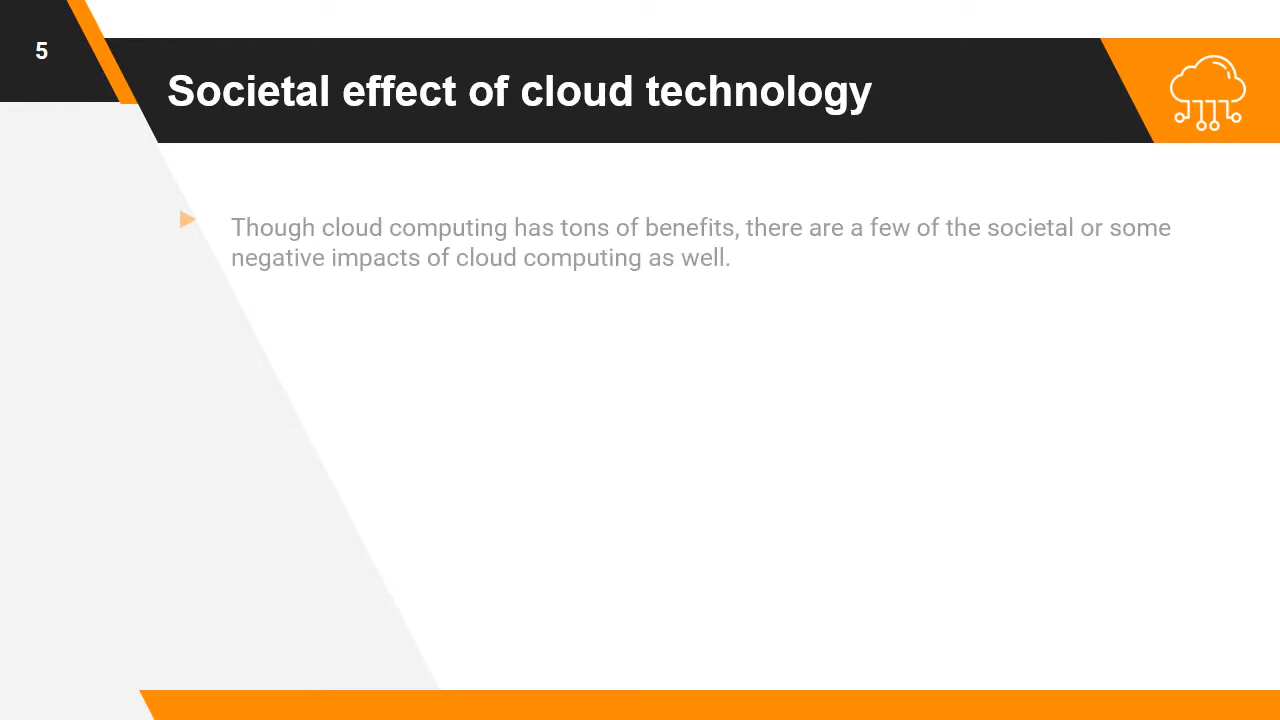 5
Societal effect of cloud technology
Though cloud computing has tons of benefits, there are a few of the societal or some
negative impacts of cloud computing as well.